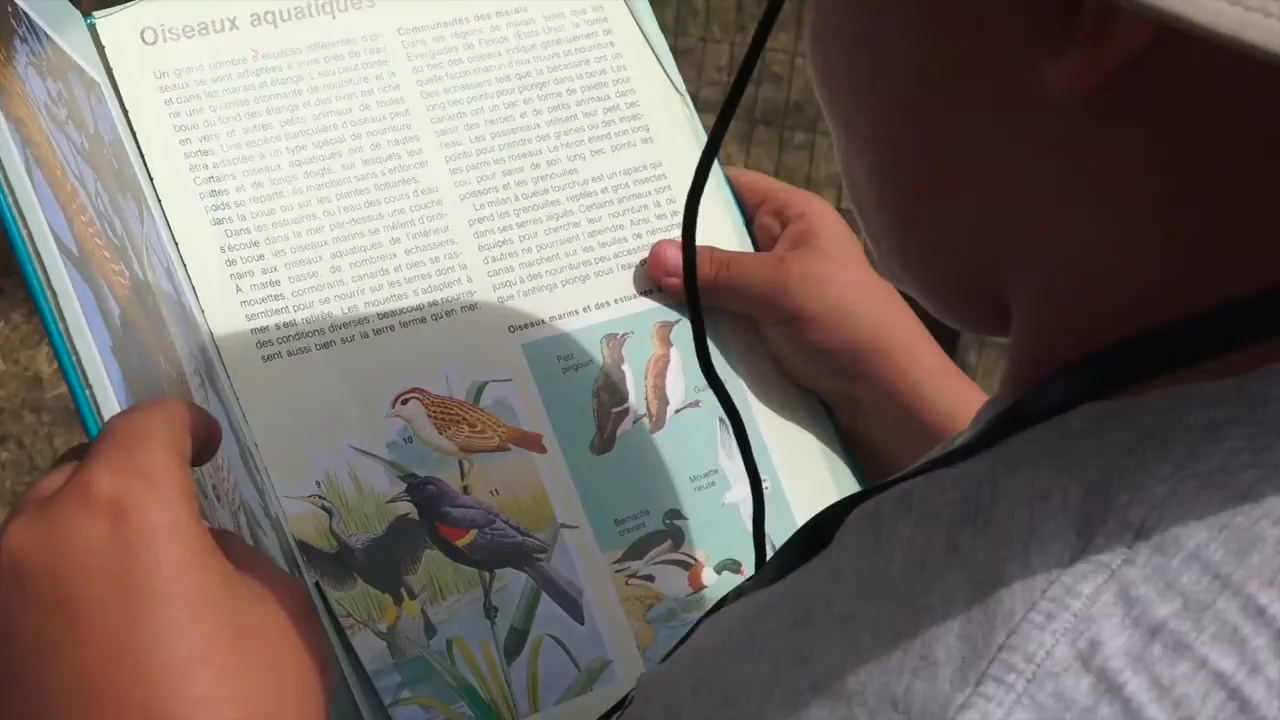 Oiseaux aquatiques
Un grand nombre d'espèces différentes d'oi-
seaux se sont adaptées à vivre près de l'eau
et dans les marais et étangs. L'eau peut conte-
nir une quantité étonnante de nourriture, et la
boue du fond des étangs et des rives est riche
en vers et autres petits animaux de toutes
sortes. Une espèce particulière d'oiseaux peut
être adaptée à un type spécial de nourriture.
Certains oiseaux aquatiques ont de hautes
pattes et de longs doigts, sur lesquels leur
poids se répartit; ils marchent sans s'enfoncer
dans la boue ou sur les plantes flottantes.
Dans les estuaires, où l'eau des cours d'eau
s'écoule dans la mer par-dessus une couche
de boue, les oiseaux marins se mêlent d'ordi-
naire aux oiseaux aquatiques de l'intérieur.
A marée basse, de nombreux échassiers,
mouettes, cormorans, canards et oies se ras-
semblent pour se nourrir sur les terres dont la
mer s'est retirée. Les mouettes s'adaptent à
des conditions diverses; beaucoup se nourris-
sent aussi bien sur la terre ferme qu'en mer.
Communautés des marais
Dans les régions de marais, telles que les
Everglades de Floride (États-Unis), la forme
du bec des oiseaux indique généralement de
quelle façon chacun d'eux trouve sa nourriture.
Des échassiers tels que la bécassine ont un
long bec pointu pour plonger dans la boue. Les
canards ont un bec en forme de palette pour
saisir des herbes et de petits animaux dans
l'eau. Les passereaux utilisent leur petit bec
pointu pour prendre des graines ou des insec-
tes parmi les roseaux. Le héron étend son long
cou pour saisir de son long bec pointu les
poissons et les grenouilles.
Le milan à queue fourchue est un rapace qui
prend les grenouilles, reptiles et gros insectes
dans ses serres aiguës. Certains animaux sont
équipés pour chercher leur nourriture là où
d'autres ne pourraient l'atteindre. Ainsi, les ja-
canas marchent sur les feuilles de nénuphar
jusqu'à des nourritures peu accessibles
que l'anhinga plonge sous l'eau
Oiseaux marins et des estuaires
Petit
pingouin
Gui
Mouette
rieuse
Bernache
cravant
9
10
11